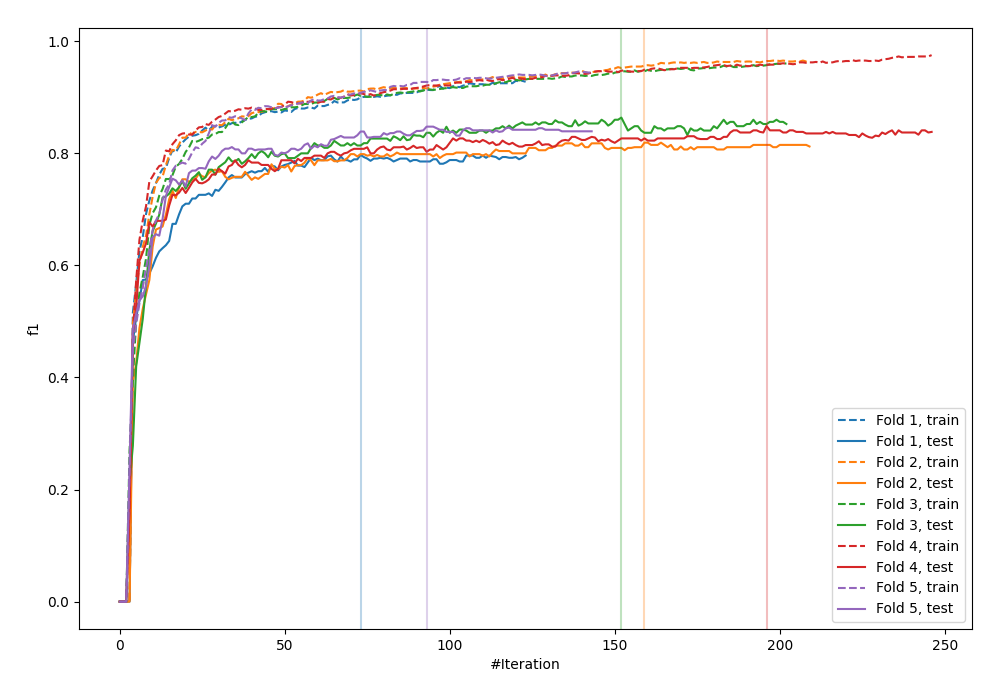 1.0
0.8
0.6
0.4
0.2
0.0
f1
0 50 100 150 200 250
#Iteration
Fold 1, train
Fold 1, test
Fold 2, train
Fold 2, test
Fold 3, train
Fold 3, test
Fold 4, train
Fold 4, test
Fold 5, train
Fold 5, test